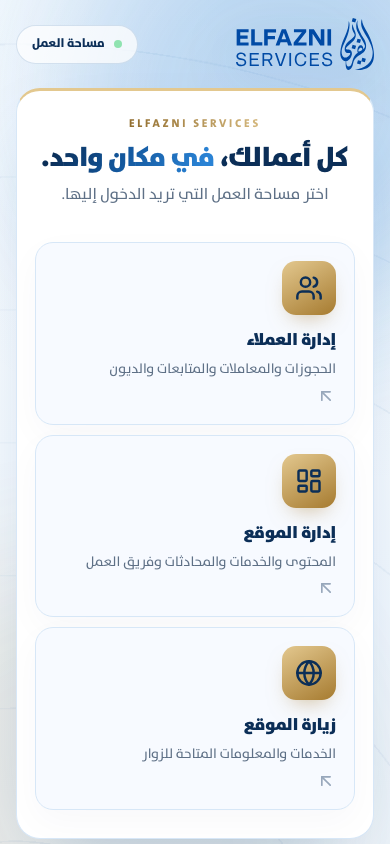 ELFAZNI
SERVICES
مساحة العمل
ELFAZNI SERVICES
كل أعمالك، في مكان واحد.
اختر مساحة العمل التي تريد الدخول إليها.
إدارة العملاء
الحجوزات والمعاملات والمتابعات والديون
إدارة الموقع
المحتوى والخدمات والمحادثات وفريق العمل
زيارة الموقع
الخدمات والمعلومات المتاحة للزوار